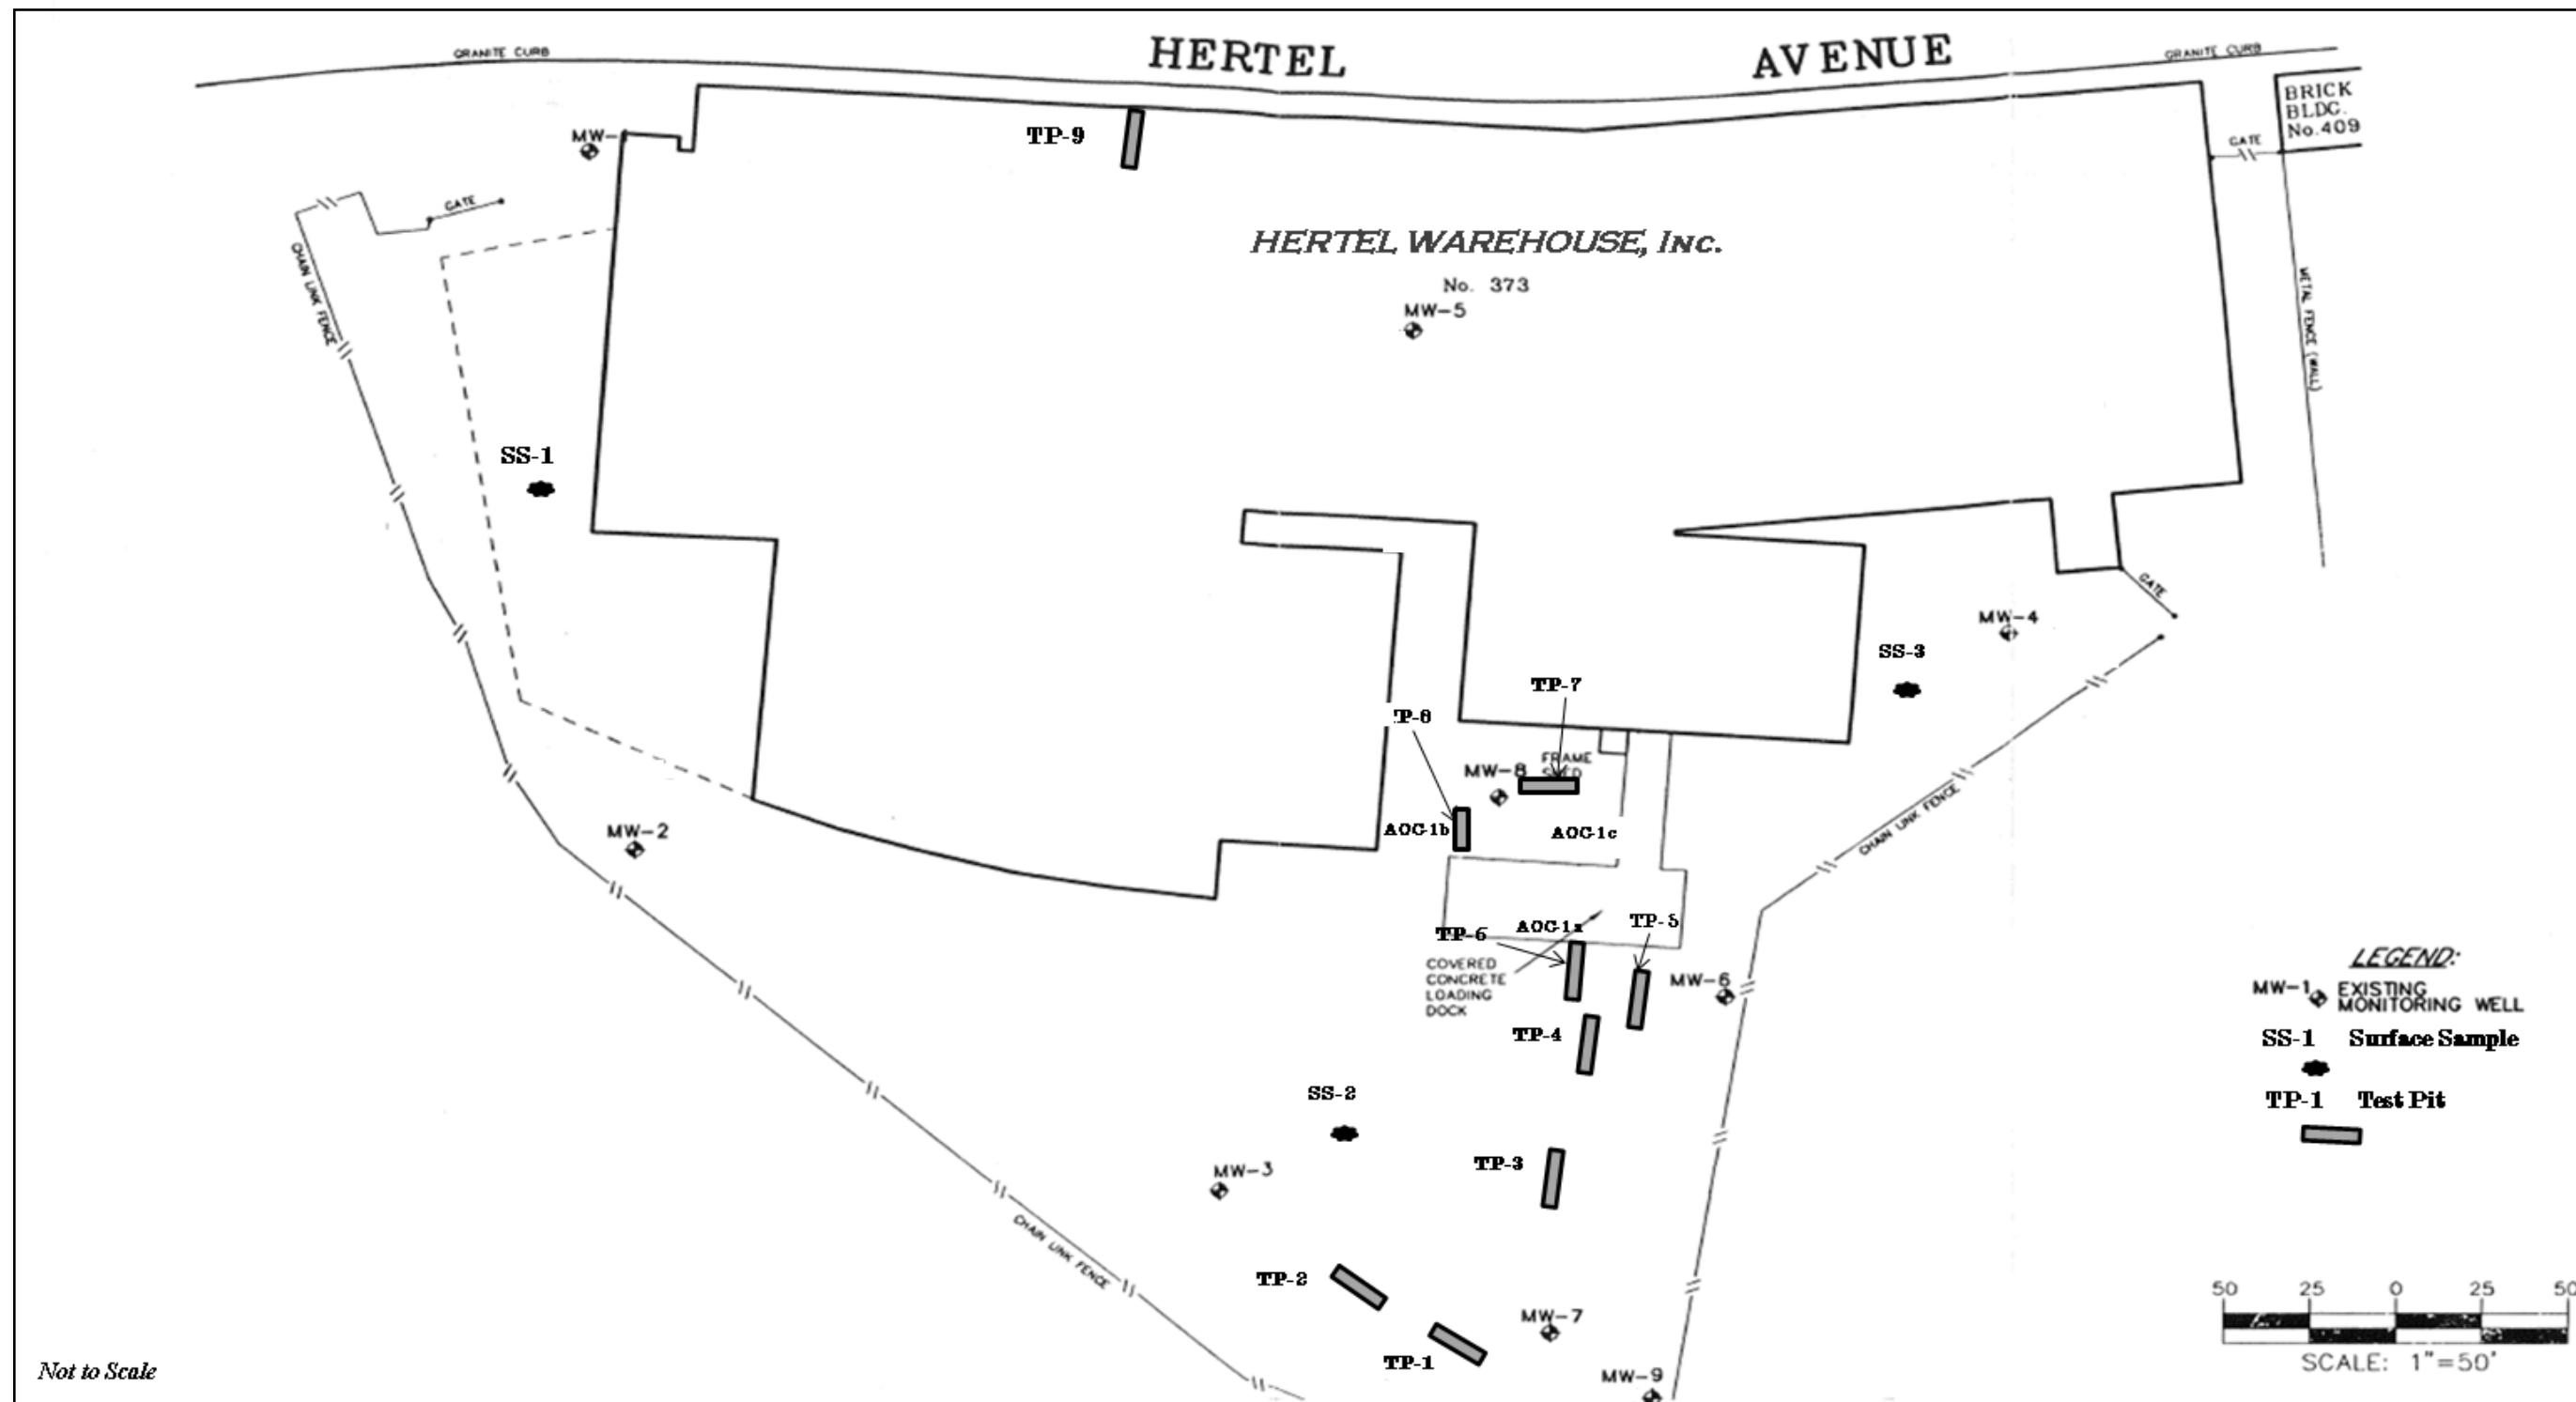 HERTEL AVENUE
GRANITE CURB
GRANITE CURB
BRICK
BLDG.
No.409
GATE
MW-
TP-9
GATE
CHAIN LINK FENCE
HERTEL WAREHOUSE, Inc.
No. 373
MW-5
METAL FENCE (WALL)
SS-1
GATE
MW-4
SS-3
TP-7
P-8
FRAME
MW-8
MW-2
AOC-1b
AOC-1c
CHAIN LINK FENCE
TP-5
AOC-1a
TP-6
COVERED
CONCRETE
LOADING
DOCK
MW-6
TP-4
LEGEND:
MW-1 EXISTING
MONITORING WELL
SS-1 Surface Sample
TP-1 Test Pit
SS-2
TP-3
MW-3
CHAIN LINK FENCE
TP-2
MW-7
TP-1
MW-9
50 25 0 25 50
SCALE: 1"=50'
Not to Scale